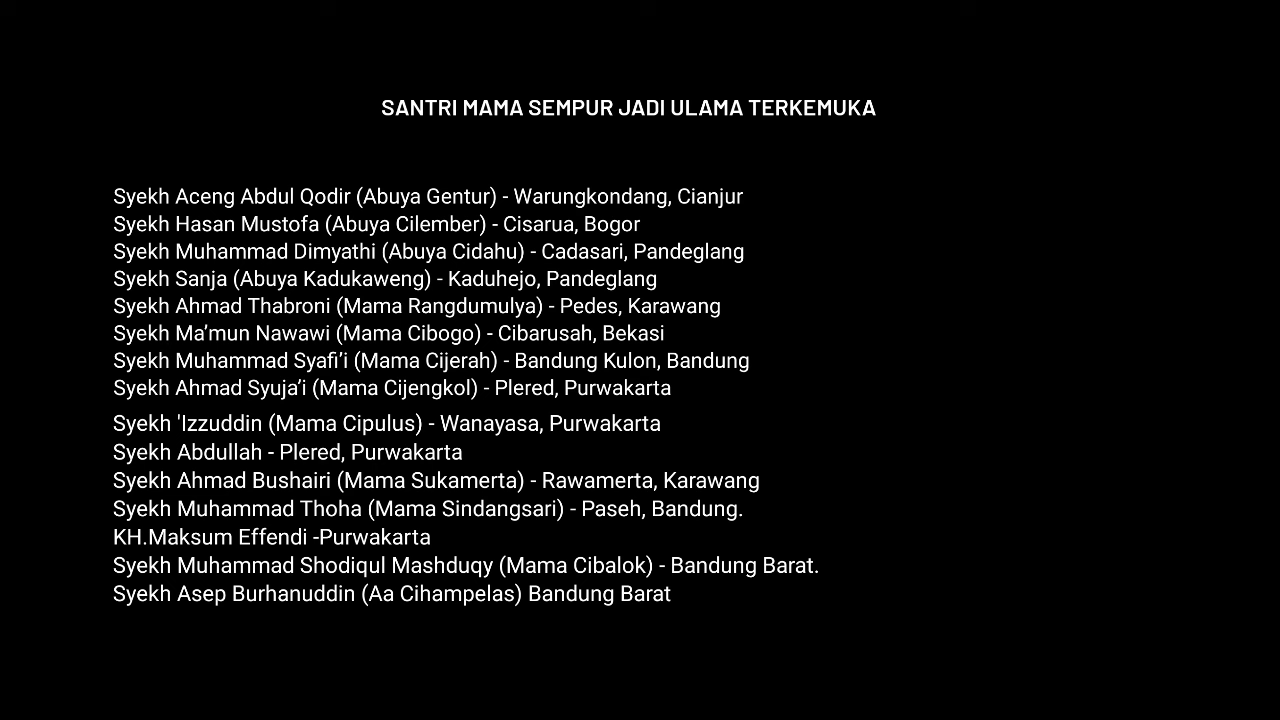 SANTRI MAMA SEMPUR JADI ULAMA TERKEMUKA
Syekh Aceng Abdul Qodir (Abuya Gentur) - Warungkondang, Cianjur
Syekh Hasan Mustofa (Abuya Cilember) - Cisarua, Bogor
Syekh Muhammad Dimyathi (Abuya Cidahu) - Cadasari, Pandeglang
Syekh Sanja (Abuya Kadukaweng) - Kaduhejo, Pandeglang
Syekh Ahmad Thabroni (Mama Rangdumulya) - Pedes, Karawang
Syekh Ma’mun Nawawi (Mama Cibogo) - Cibarusah, Bekasi
Syekh Muhammad Syafi’i (Mama Cijerah) - Bandung Kulon, Bandung
Syekh Ahmad Syuja’i (Mama Cijengkol) - Plered, Purwakarta
Syekh 'Izzuddin (Mama Cipulus) - Wanayasa, Purwakarta
Syekh Abdullah - Plered, Purwakarta
Syekh Ahmad Bushairi (Mama Sukamerta) - Rawamerta, Karawang
Syekh Muhammad Thoha (Mama Sindangsari) - Paseh, Bandung.
KH.Maksum Effendi -Purwakarta
Syekh Muhammad Shodiqul Mashduqy (Mama Cibalok) - Bandung Barat.
Syekh Asep Burhanuddin (Aa Cihampelas) Bandung Barat